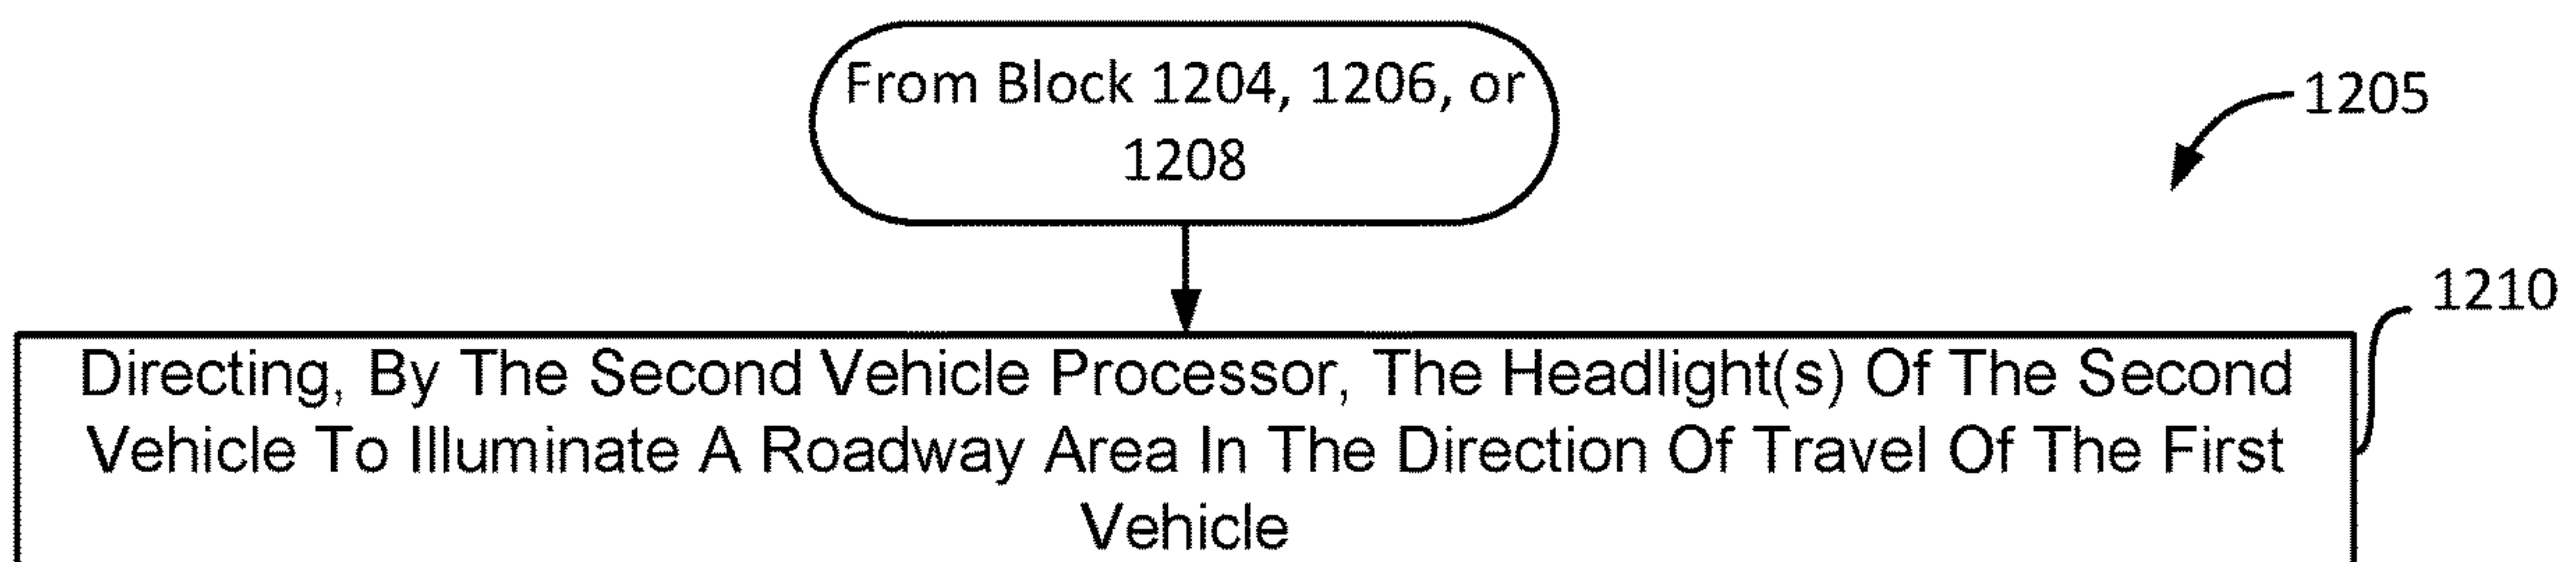 From Block 1204, 1206, or
1208
1205
1210
Directing, By The Second Vehicle Processor, The Headlight(s) Of The Second
Vehicle To Illuminate A Roadway Area In The Direction Of Travel Of The First
Vehicle